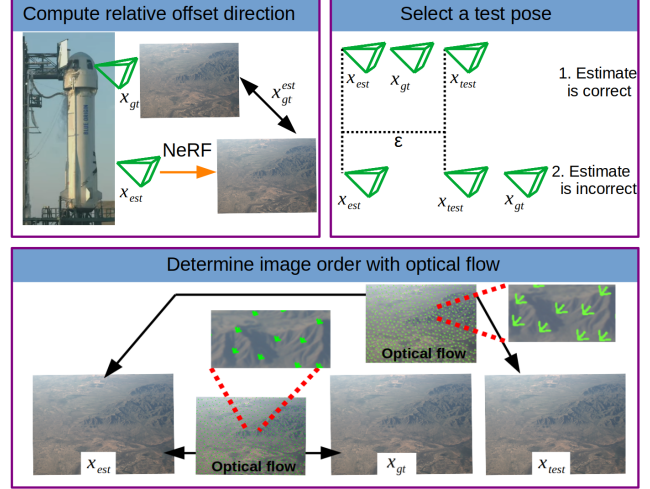 Compute relative offset direction
x_gt
x_gt^est
NeRF
x_est
Select a test pose
x_est x_gt x_test
1. Estimate
is correct
ε
2. Estimate
is incorrect
x_est x_test x_gt
Determine image order with optical flow
Optical flow
Optical flow
x_est x_gt x_test